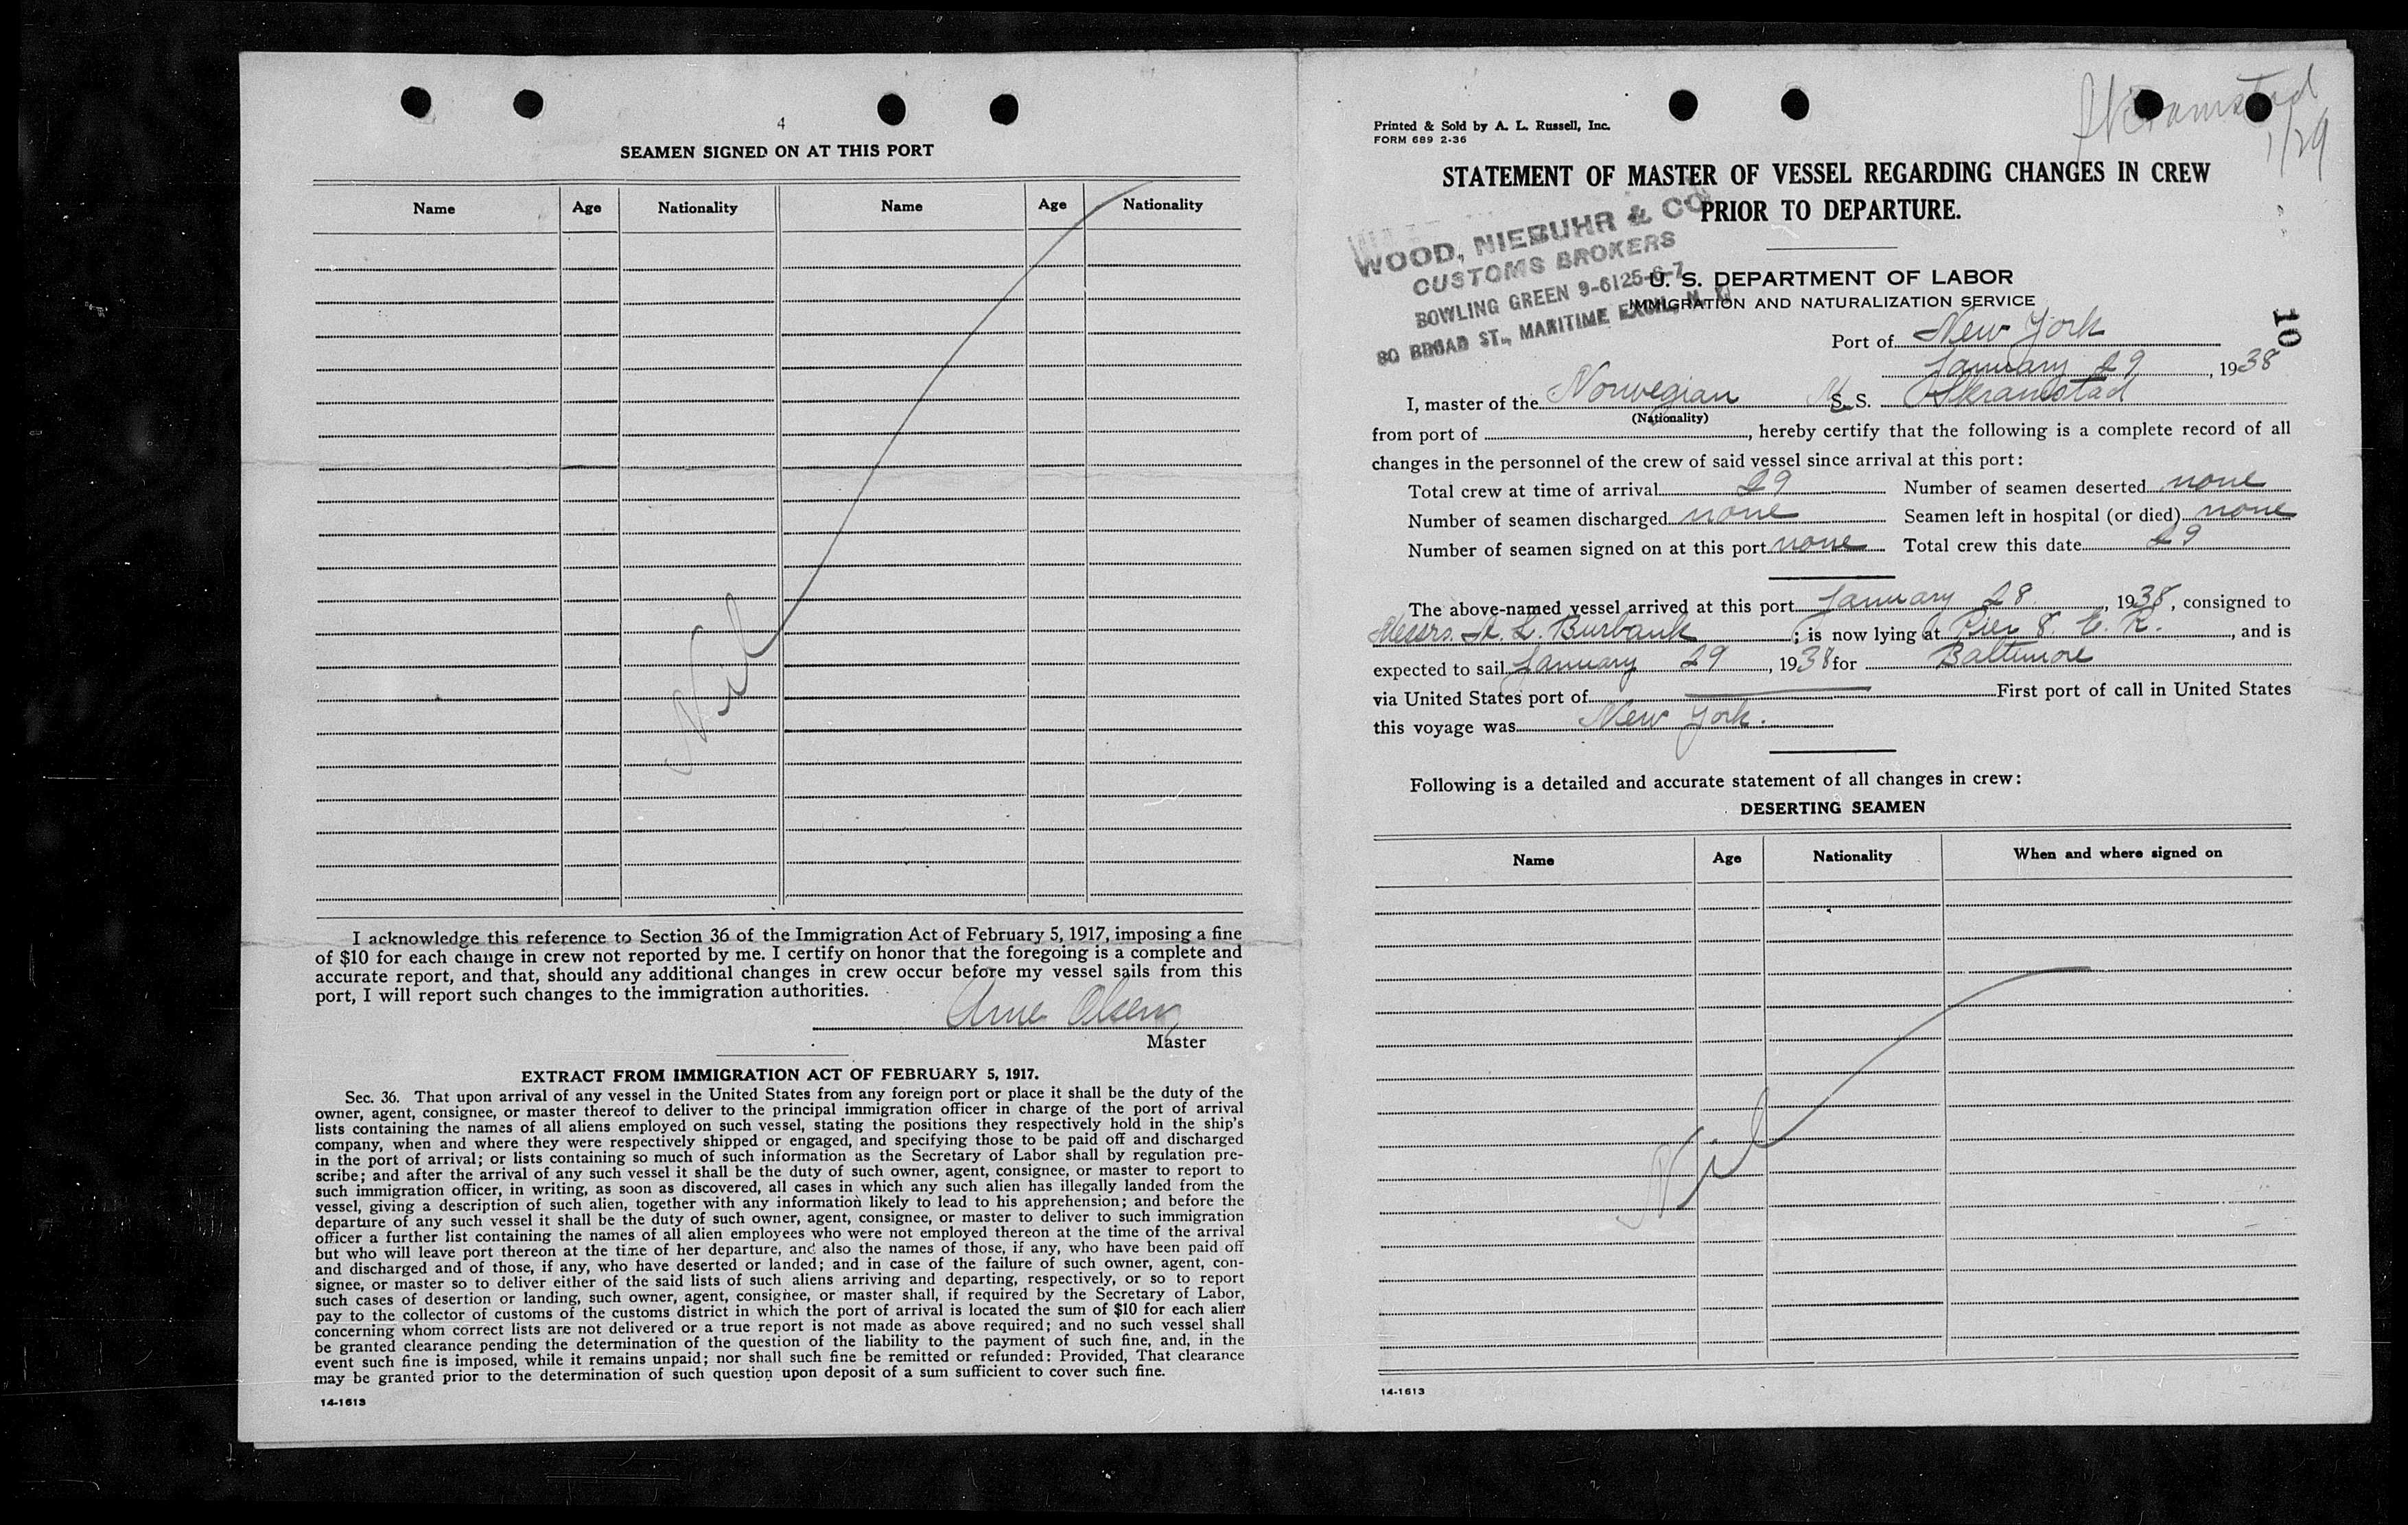 4
SEAMEN SIGNED ON AT THIS PORT
Name Age Nationality Name Age Nationality
Nil
I acknowledge this reference to Section 36 of the Immigration Act of February 5, 1917, imposing a fine
of $10 for each change in crew not reported by me. I certify on honor that the foregoing is a complete and
accurate report, and that, should any additional changes in crew occur before my vessel sails from this
port, I will report such changes to the immigration authorities.
Arne Olsen
Master
EXTRACT FROM IMMIGRATION ACT OF FEBRUARY 5, 1917.
Sec. 36. That upon arrival of any vessel in the United States from any foreign port or place it shall be the duty of the
owner, agent, consignee, or master thereof to deliver to the principal immigration officer in charge of the port of arrival
lists containing the names of all aliens employed on such vessel, stating the positions they respectively hold in the ship's
company, when and where they were respectively shipped or engaged, and specifying those to be paid off and discharged
in the port of arrival; or lists containing so much of such information as the Secretary of Labor shall by regulation pre-
scribe; and after the arrival of any such vessel it shall be the duty of such owner, agent, consignee, or master to report to
such immigration officer, in writing, as soon as discovered, all cases in which any such alien has illegally landed from the
vessel, giving a description of such alien, together with any information likely to lead to his apprehension; and before the
departure of any such vessel it shall be the duty of such owner, agent, consignee, or master to deliver to such immigration
officer a further list containing the names of all alien employees who were not employed thereon at the time of the arrival
but who will leave port thereon at the time of her departure, and also the names of those, if any, who have been paid off
and discharged and of those, if any, who have deserted or landed; and in case of the failure of such owner, agent, con-
signee, or master so to deliver either of the said lists of such aliens arriving and departing, respectively, or so to report
such cases of desertion or landing, such owner, agent, consignee, or master shall, if required by the Secretary of Labor,
pay to the collector of customs of the customs district in which the port of arrival is located the sum of $10 for each alien
concerning whom correct lists are not delivered or a true report is not made as above required; and no such vessel shall
be granted clearance pending the determination of the question of the liability to the payment of such fine, and, in the
event such fine is imposed, while it remains unpaid; nor shall such fine be remitted or refunded: Provided, That clearance
may be granted prior to the determination of such question upon deposit of a sum sufficient to cover such fine.
14-1613
Skramstad
1/29
Printed & Sold by A. L. Russell, Inc.
FORM 689 2-36
STATEMENT OF MASTER OF VESSEL REGARDING CHANGES IN CREW
PRIOR TO DEPARTURE.
WOOD, NIEBUHR & CO.
CUSTOMS BROKERS
BOWLING GREEN 9-6125-6-7
80 BROAD ST., MARITIME EXCH., N. Y.
U. S. DEPARTMENT OF LABOR
IMMIGRATION AND NATURALIZATION SERVICE
10
Port of New York
January 29, 1938
I, master of the Norwegian M S. S. Skramstad
(Nationality)
from port of , hereby certify that the following is a complete record of all
changes in the personnel of the crew of said vessel since arrival at this port:
Total crew at time of arrival 29 Number of seamen deserted none
Number of seamen discharged none Seamen left in hospital (or died) none
Number of seamen signed on at this port none Total crew this date 29
The above-named vessel arrived at this port January 28, 1938, consigned to
Messrs. A. L. Burbank ; is now lying at Pier 8. E. R. , and is
expected to sail January 29, 1938 for Baltimore
via United States port of First port of call in United States
this voyage was New York.
Following is a detailed and accurate statement of all changes in crew:
DESERTING SEAMEN
Name Age Nationality When and where signed on
Nil
14-1613